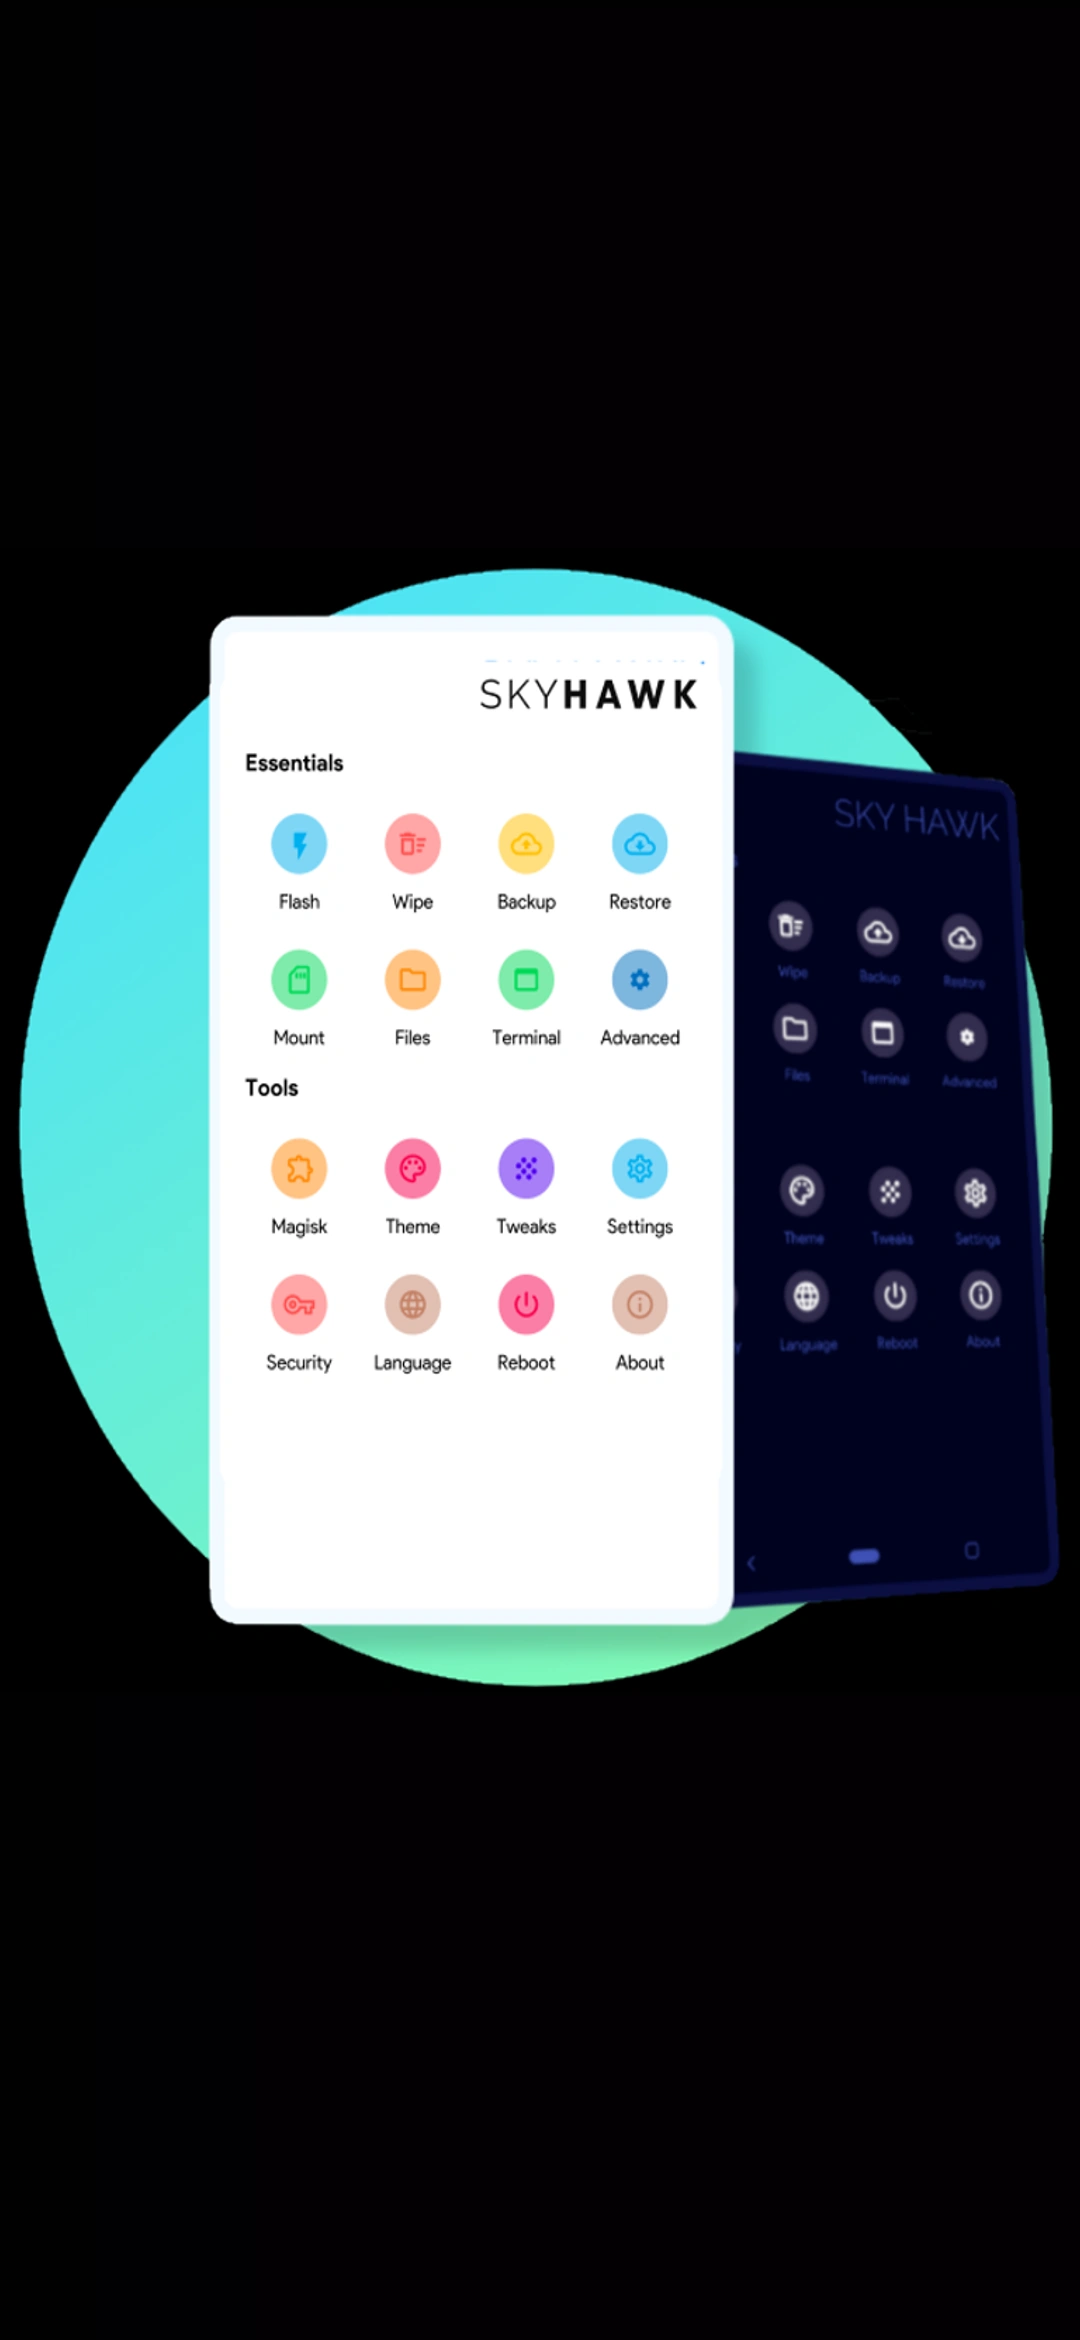 SKYHAWK
Essentials
Flash Wipe Backup Restore
Mount Files Terminal Advanced
Tools
Magisk Theme Tweaks Settings
Security Language Reboot About
SKY HAWK
Wipe Backup Restore
Files Terminal Advanced
Theme Tweaks Settings
y Language Reboot About